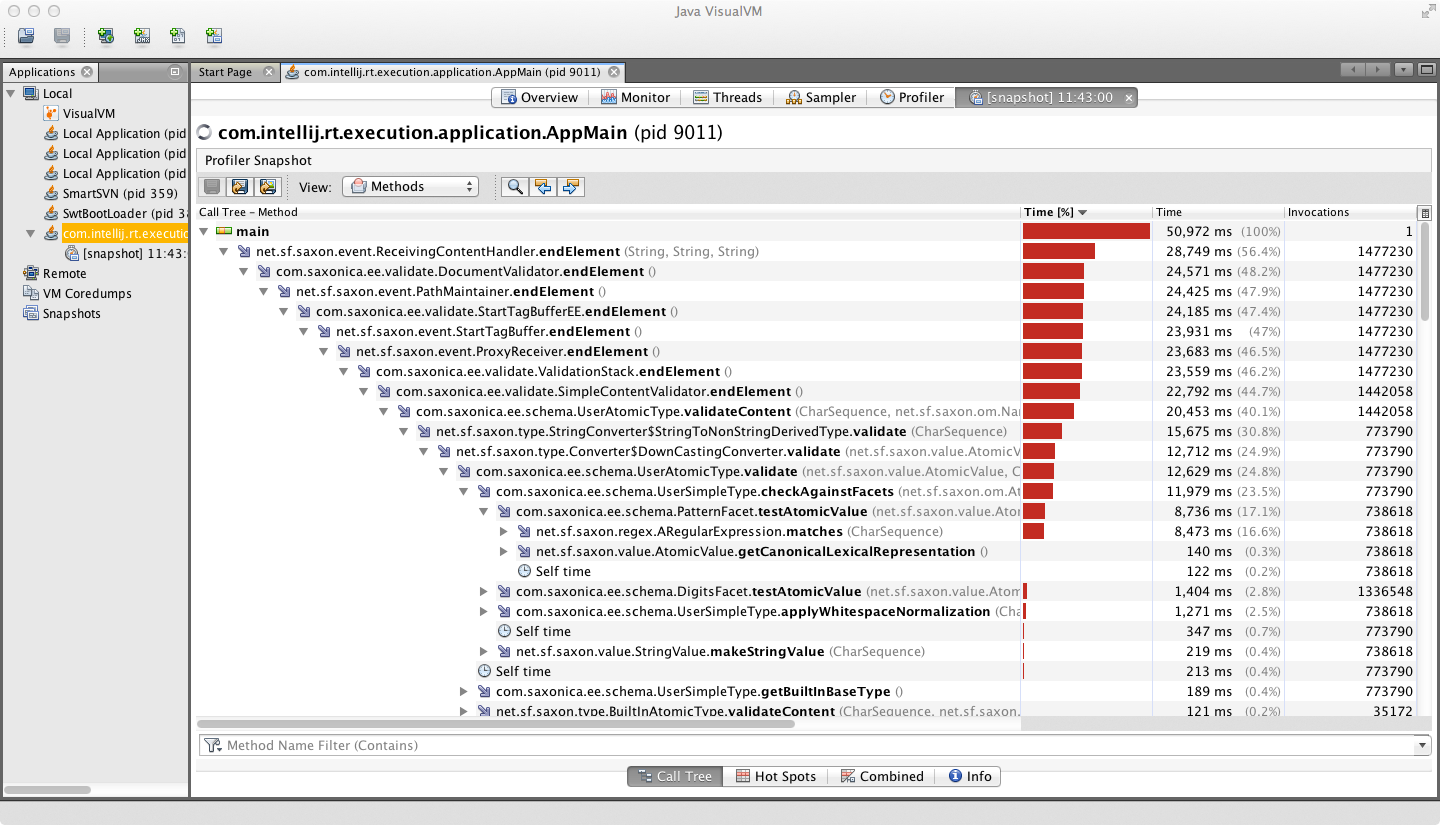 Java VisualVM
Applications
Start Page
com.intellij.rt.execution.application.AppMain (pid 9011)
Local
VisualVM
Local Application (pid
Local Application (pid
Local Application (pid
SmartSVN (pid 359)
SwtBootLoader (pid 38
com.intellij.rt.executic
[snapshot] 11:43:
Remote
VM Coredumps
Snapshots
Overview Monitor Threads Sampler Profiler [snapshot] 11:43:00
com.intellij.rt.execution.application.AppMain (pid 9011)
Profiler Snapshot
View: Methods
Call Tree – Method Time [%] Time Invocations
main 50,972 ms (100%) 1
net.sf.saxon.event.ReceivingContentHandler.endElement (String, String, String) 28,749 ms (56.4%) 1477230
com.saxonica.ee.validate.DocumentValidator.endElement () 24,571 ms (48.2%) 1477230
net.sf.saxon.event.PathMaintainer.endElement () 24,425 ms (47.9%) 1477230
com.saxonica.ee.validate.StartTagBufferEE.endElement () 24,185 ms (47.4%) 1477230
net.sf.saxon.event.StartTagBuffer.endElement () 23,931 ms (47%) 1477230
net.sf.saxon.event.ProxyReceiver.endElement () 23,683 ms (46.5%) 1477230
com.saxonica.ee.validate.ValidationStack.endElement () 23,559 ms (46.2%) 1477230
com.saxonica.ee.validate.SimpleContentValidator.endElement () 22,792 ms (44.7%) 1442058
com.saxonica.ee.schema.UserAtomicType.validateContent (CharSequence, net.sf.saxon.om.Nar 20,453 ms (40.1%) 1442058
net.sf.saxon.type.StringConverter$StringToNonStringDerivedType.validate (CharSequence) 15,675 ms (30.8%) 773790
net.sf.saxon.type.Converter$DownCastingConverter.validate (net.sf.saxon.value.AtomicV 12,712 ms (24.9%) 773790
com.saxonica.ee.schema.UserAtomicType.validate (net.sf.saxon.value.AtomicValue, C 12,629 ms (24.8%) 773790
com.saxonica.ee.schema.UserSimpleType.checkAgainstFacets (net.sf.saxon.om.At 11,979 ms (23.5%) 773790
com.saxonica.ee.schema.PatternFacet.testAtomicValue (net.sf.saxon.value.Aton 8,736 ms (17.1%) 738618
net.sf.saxon.regex.ARegularExpression.matches (CharSequence) 8,473 ms (16.6%) 738618
net.sf.saxon.value.AtomicValue.getCanonicalLexicalRepresentation () 140 ms (0.3%) 738618
Self time 122 ms (0.2%) 738618
com.saxonica.ee.schema.DigitsFacet.testAtomicValue (net.sf.saxon.value.Atom 1,404 ms (2.8%) 1336548
com.saxonica.ee.schema.UserSimpleType.applyWhitespaceNormalization (Cha 1,271 ms (2.5%) 738618
Self time 347 ms (0.7%) 773790
net.sf.saxon.value.StringValue.makeStringValue (CharSequence) 219 ms (0.4%) 738618
Self time 213 ms (0.4%) 773790
com.saxonica.ee.schema.UserSimpleType.getBuiltInBaseType () 189 ms (0.4%) 773790
net.sf.saxon.type.BuiltInAtomicType.validateContent (CharSequence, net.sf.saxon. 121 ms (0.2%) 35172
Method Name Filter (Contains)
Call Tree Hot Spots Combined Info